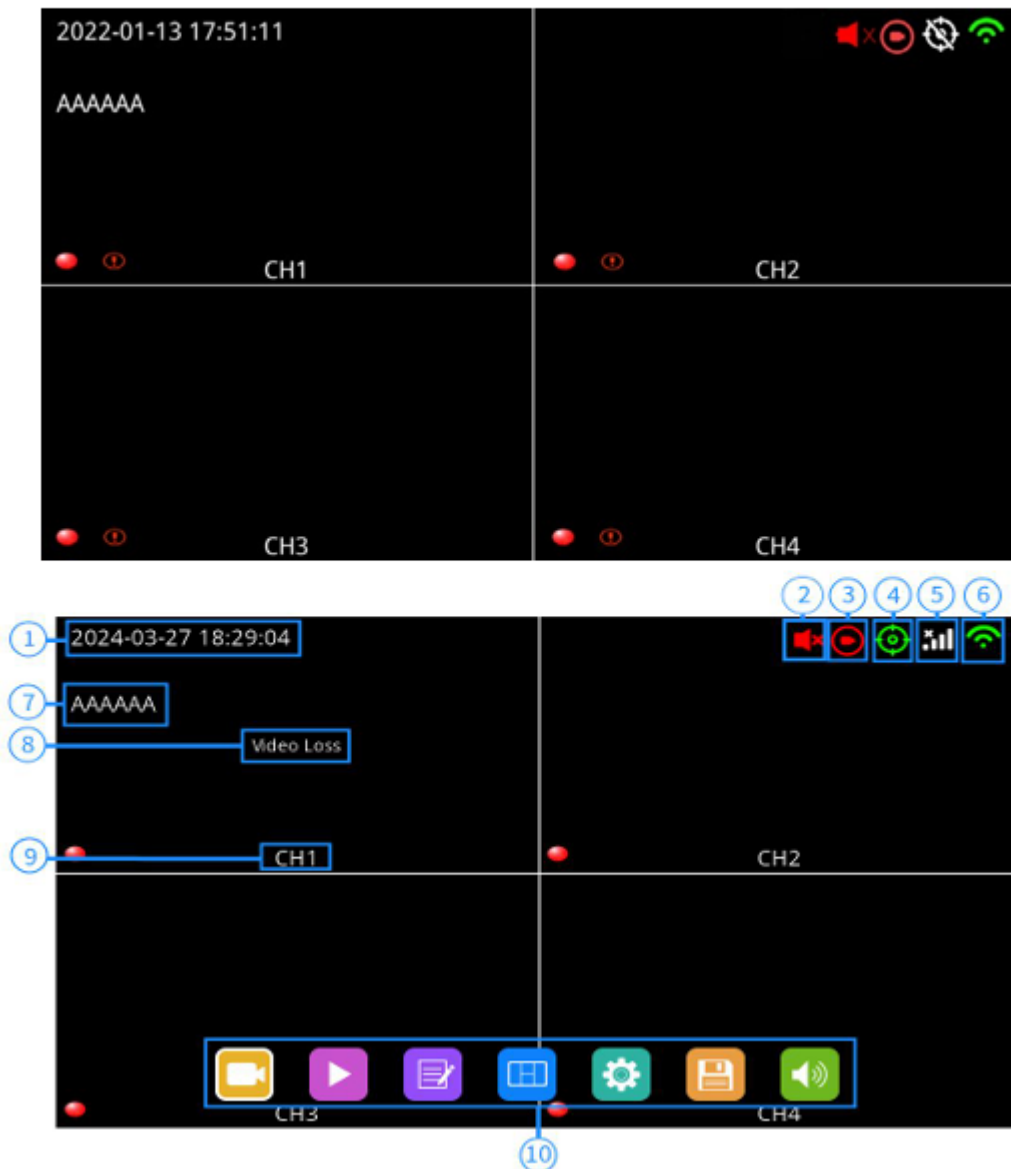 2022-01-13 17:51:11
AAAAAA
CH1
CH2
CH3
CH4
2 3 4 5 6
1 2024-03-27 18:29:04
7 AAAAAA
8 Video Loss
9 CH1
CH2
CH3
CH4
10